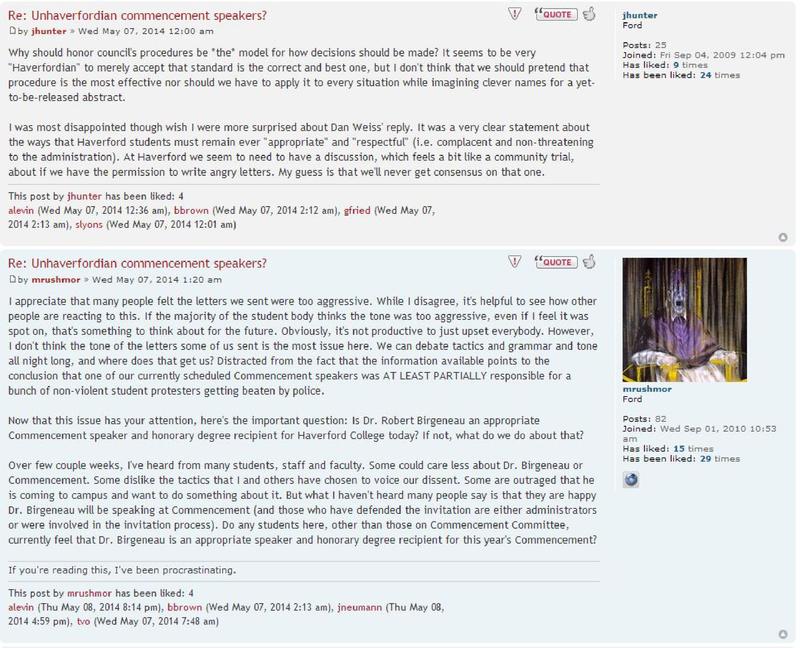 Re: Unhaverfordian commencement speakers?
QUOTE
by jhunter » Wed May 07, 2014 12:00 am
Why should honor council's procedures be *the* model for how decisions should be made? It seems to be very
"Haverfordian" to merely accept that standard is the correct and best one, but I don't think that we should pretend that
procedure is the most effective nor should we have to apply it to every situation while imagining clever names for a yet-
to-be-released abstract.
I was most disappointed though wish I were more surprised about Dan Weiss' reply. It was a very clear statement about
the ways that Haverford students must remain ever "appropriate" and "respectful" (i.e. complacent and non-threatening
to the administration). At Haverford we seem to need to have a discussion, which feels a bit like a community trial,
about if we have the permission to write angry letters. My guess is that we'll never get consensus on that one.
This post by jhunter has been liked: 4
alevin (Wed May 07, 2014 12:36 am), bbrown (Wed May 07, 2014 2:12 am), gfried (Wed May 07,
2014 2:13 am), slyons (Wed May 07, 2014 12:01 am)
jhunter
Ford
Posts: 25
Joined: Fri Sep 04, 2009 12:04 pm
Has liked: 9 times
Has been liked: 24 times
Re: Unhaverfordian commencement speakers?
QUOTE
by mrushmor » Wed May 07, 2014 1:20 am
I appreciate that many people felt the letters we sent were too aggressive. While I disagree, it's helpful to see how other
people are reacting to this. If the majority of the student body thinks the tone was too aggressive, even if I feel it was
spot on, that's something to think about for the future. Obviously, it's not productive to just upset everybody. However,
I don't think the tone of the letters some of us sent is the most issue here. We can debate tactics and grammar and tone
all night long, and where does that get us? Distracted from the fact that the information available points to the
conclusion that one of our currently scheduled Commencement speakers was AT LEAST PARTIALLY responsible for a
bunch of non-violent student protesters getting beaten by police.
Now that this issue has your attention, here's the important question: Is Dr. Robert Birgeneau an appropriate
Commencement speaker and honorary degree recipient for Haverford College today? If not, what do we do about that?
Over few couple weeks, I've heard from many students, staff and faculty. Some could care less about Dr. Birgeneau or
Commencement. Some dislike the tactics that I and others have chosen to voice our dissent. Some are outraged that he
is coming to campus and want to do something about it. But what I haven't heard many people say is that they are happy
Dr. Birgeneau will be speaking at Commencement (and those who have defended the invitation are either administrators
or were involved in the invitation process). Do any students here, other than those on Commencement Committee,
currently feel that Dr. Birgeneau is an appropriate speaker and honorary degree recipient for this year's Commencement?
If you're reading this, I've been procrastinating.
This post by mrushmor has been liked: 4
alevin (Thu May 08, 2014 8:14 pm), bbrown (Wed May 07, 2014 2:13 am), jneumann (Thu May 08,
2014 4:59 pm), tvo (Wed May 07, 2014 7:48 am)
mrushmor
Ford
Posts: 82
Joined: Wed Sep 01, 2010 10:53
am
Has liked: 15 times
Has been liked: 29 times